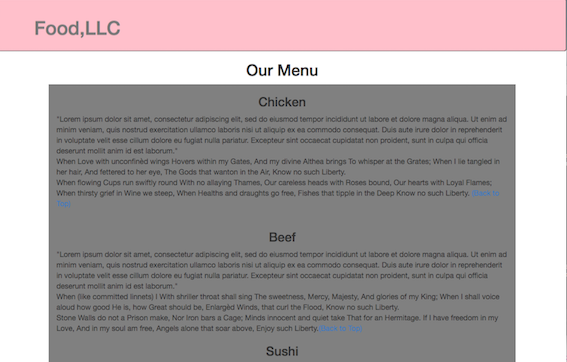 Food,LLC
Our Menu
Chicken
"Lorem ipsum dolor sit amet, consectetur adipiscing elit, sed do eiusmod tempor incididunt ut labore et dolore magna aliqua. Ut enim ad
minim veniam, quis nostrud exercitation ullamco laboris nisi ut aliquip ex ea commodo consequat. Duis aute irure dolor in reprehenderit
in voluptate velit esse cillum dolore eu fugiat nulla pariatur. Excepteur sint occaecat cupidatat non proident, sunt in culpa qui officia
deserunt mollit anim id est laborum."
When Love with unconfinèd wings Hovers within my Gates, And my divine Althea brings To whisper at the Grates; When I lie tangled in
her hair, And fettered to her eye, The Gods that wanton in the Air, Know no such Liberty.
When flowing Cups run swiftly round With no allaying Thames, Our careless heads with Roses bound, Our hearts with Loyal Flames;
When thirsty grief in Wine we steep, When Healths and draughts go free, Fishes that tipple in the Deep Know no such Liberty. (Back to
Top)
Beef
"Lorem ipsum dolor sit amet, consectetur adipiscing elit, sed do eiusmod tempor incididunt ut labore et dolore magna aliqua. Ut enim ad
minim veniam, quis nostrud exercitation ullamco laboris nisi ut aliquip ex ea commodo consequat. Duis aute irure dolor in reprehenderit
in voluptate velit esse cillum dolore eu fugiat nulla pariatur. Excepteur sint occaecat cupidatat non proident, sunt in culpa qui officia
deserunt mollit anim id est laborum."
When (like committed linnets) I With shriller throat shall sing The sweetness, Mercy, Majesty, And glories of my King; When I shall voice
aloud how good He is, how Great should be, Enlargèd Winds, that curl the Flood, Know no such Liberty.
Stone Walls do not a Prison make, Nor Iron bars a Cage; Minds innocent and quiet take That for an Hermitage. If I have freedom in my
Love, And in my soul am free, Angels alone that soar above, Enjoy such Liberty.(Back to Top)
Sushi